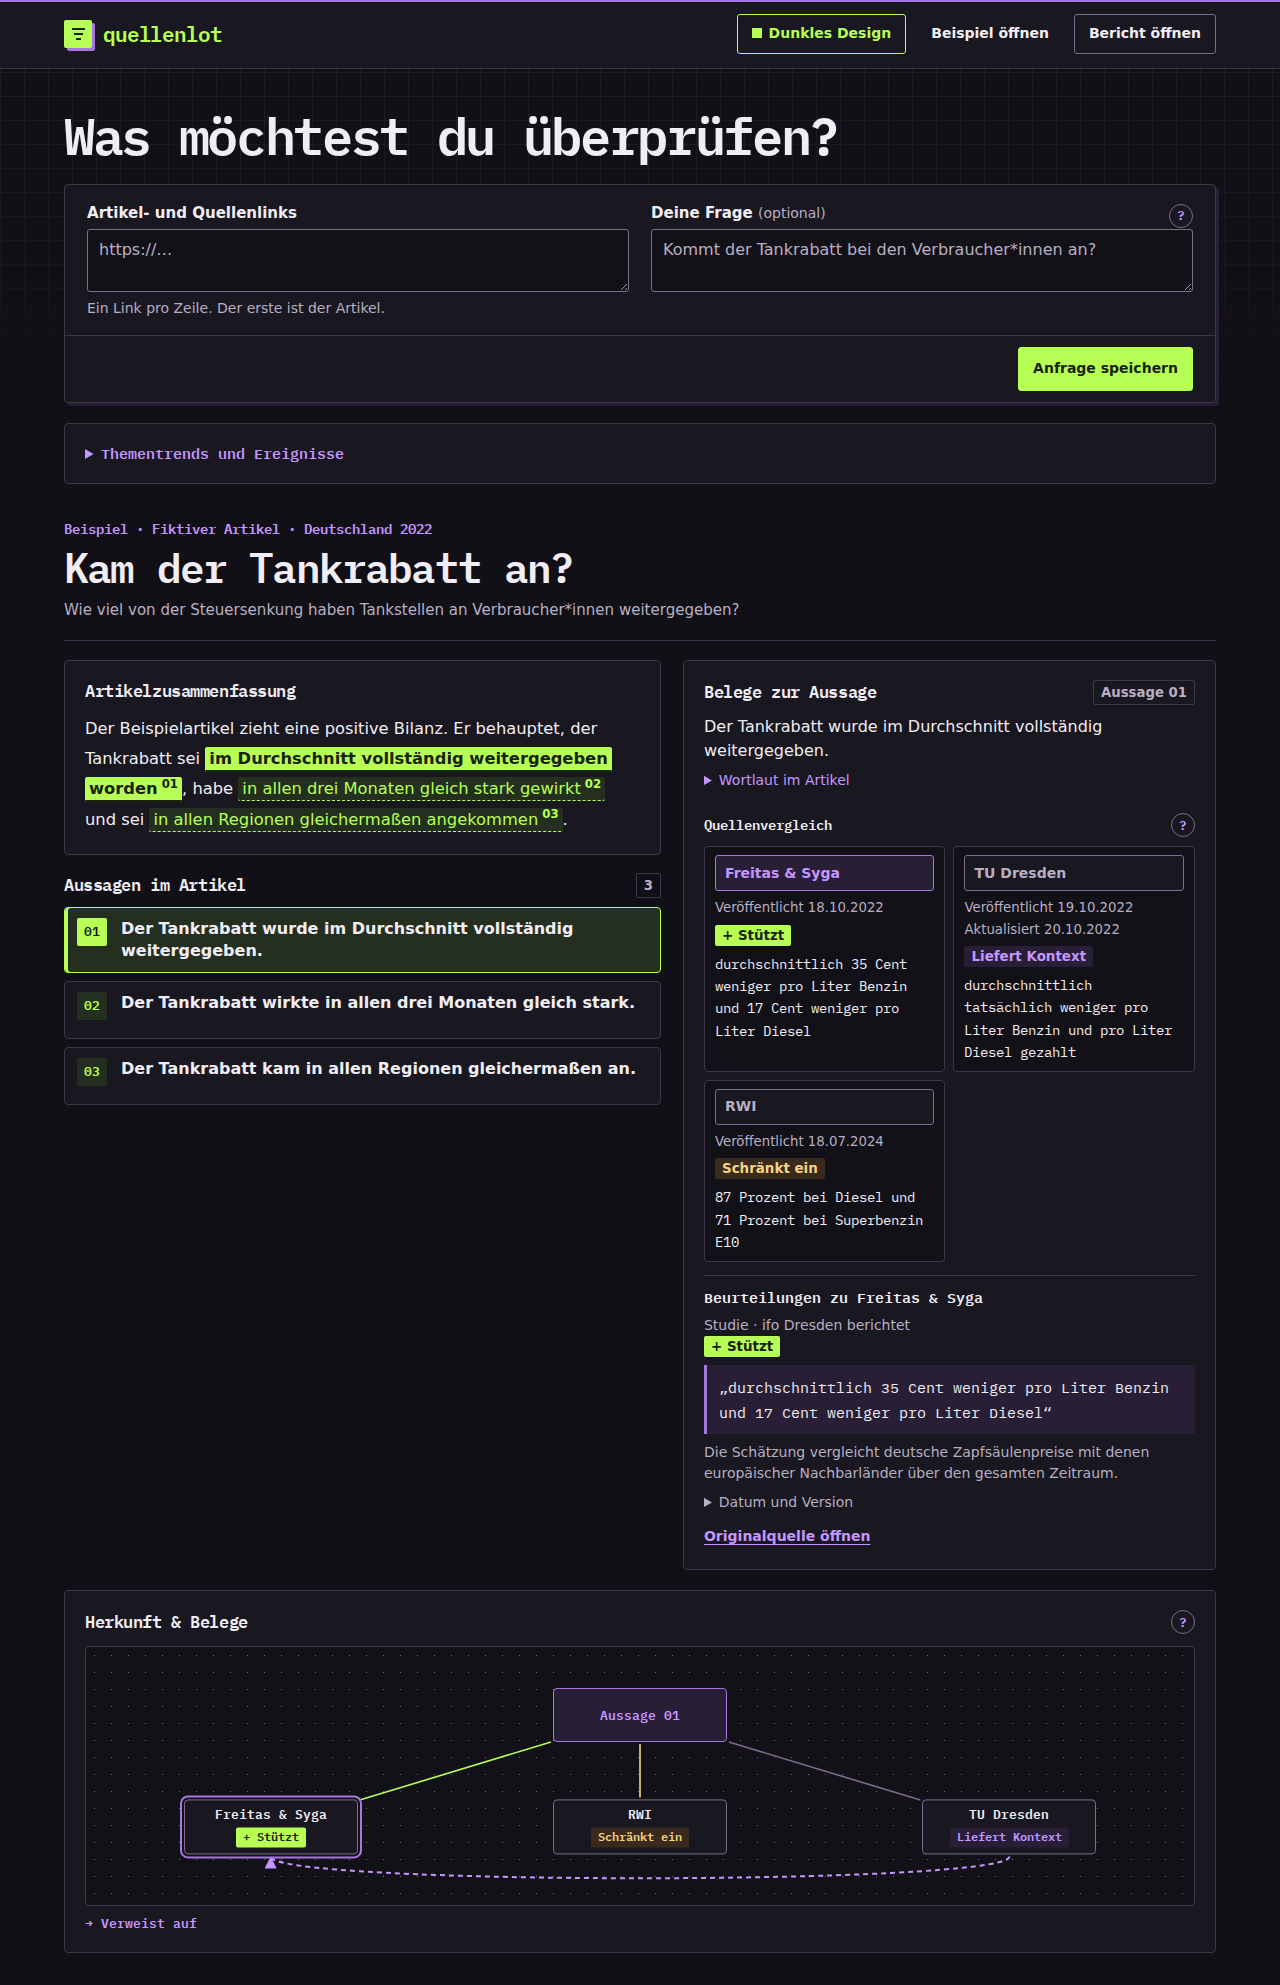 quellenlot
Dunkles Design
Beispiel öffnen
Bericht öffnen
Was möchtest du überprüfen?
Artikel- und Quellenlinks
https://…
Ein Link pro Zeile. Der erste ist der Artikel.
Deine Frage (optional)
?
Kommt der Tankrabatt bei den Verbraucher*innen an?
Anfrage speichern
Thementrends und Ereignisse
Beispiel · Fiktiver Artikel · Deutschland 2022
Kam der Tankrabatt an?
Wie viel von der Steuersenkung haben Tankstellen an Verbraucher*innen weitergegeben?
Artikelzusammenfassung
Der Beispielartikel zieht eine positive Bilanz. Er behauptet, der
Tankrabatt sei im Durchschnitt vollständig weitergegeben
worden 01, habe in allen drei Monaten gleich stark gewirkt 02
und sei in allen Regionen gleichermaßen angekommen 03.
Aussagen im Artikel
3
01
Der Tankrabatt wurde im Durchschnitt vollständig
weitergegeben.
02
Der Tankrabatt wirkte in allen drei Monaten gleich stark.
03
Der Tankrabatt kam in allen Regionen gleichermaßen an.
Belege zur Aussage
Aussage 01
Der Tankrabatt wurde im Durchschnitt vollständig
weitergegeben.
Wortlaut im Artikel
Quellenvergleich
?
Freitas & Syga
Veröffentlicht 18.10.2022
+ Stützt
durchschnittlich 35 Cent
weniger pro Liter Benzin
und 17 Cent weniger pro
Liter Diesel
TU Dresden
Veröffentlicht 19.10.2022
Aktualisiert 20.10.2022
Liefert Kontext
durchschnittlich
tatsächlich weniger pro
Liter Benzin und pro Liter
Diesel gezahlt
RWI
Veröffentlicht 18.07.2024
Schränkt ein
87 Prozent bei Diesel und
71 Prozent bei Superbenzin
E10
Beurteilungen zu Freitas & Syga
Studie · ifo Dresden berichtet
+ Stützt
„durchschnittlich 35 Cent weniger pro Liter Benzin
und 17 Cent weniger pro Liter Diesel“
Die Schätzung vergleicht deutsche Zapfsäulenpreise mit denen
europäischer Nachbarländer über den gesamten Zeitraum.
Datum und Version
Originalquelle öffnen
Herkunft & Belege
?
Aussage 01
Freitas & Syga
+ Stützt
RWI
Schränkt ein
TU Dresden
Liefert Kontext
→ Verweist auf